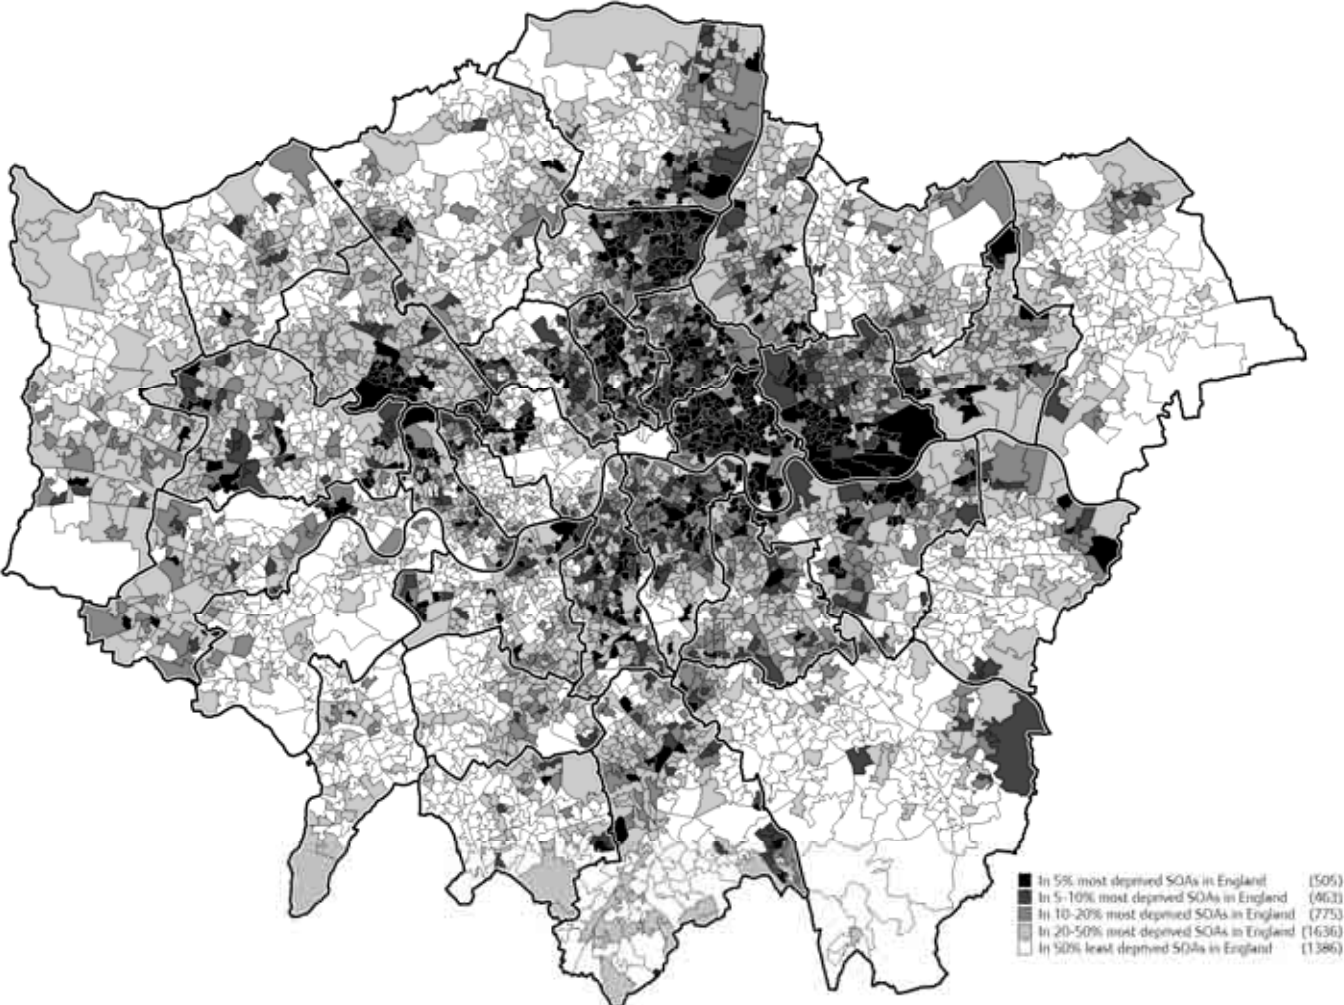 In 5% most deprived SOAs in England (505)
In 5-10% most deprived SOAs in England (463)
In 10-20% most deprived SOAs in England (775)
In 20-50% most deprived SOAs in England (1636)
In 50% least deprived SOAs in England (1386)